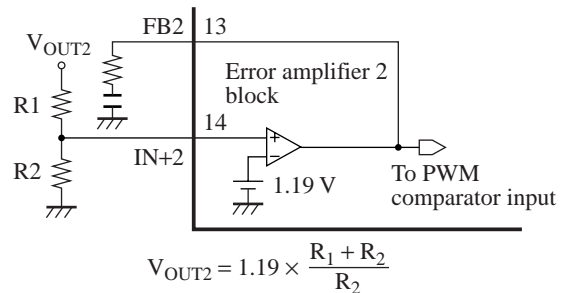 FB2 13
V_OUT2
Error amplifier 2
block
R1
14
IN+2
R2
+
−
1.19 V
To PWM
comparator input
V_OUT2 = 1.19 × (R_1 + R_2) / R_2